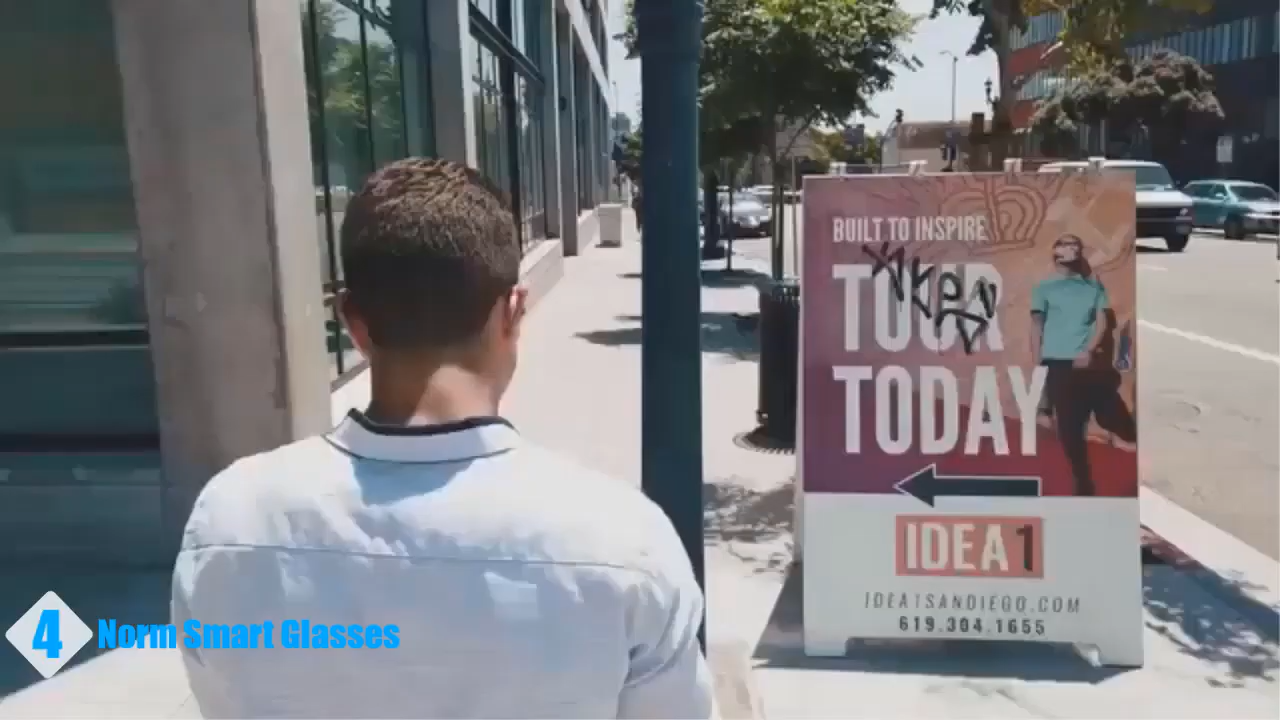 BUILT TO INSPIRE
TOUR
TODAY
IDEA1
IDEA1SANDIEGO.COM
619.304.1655
4 Norm Smart Glasses